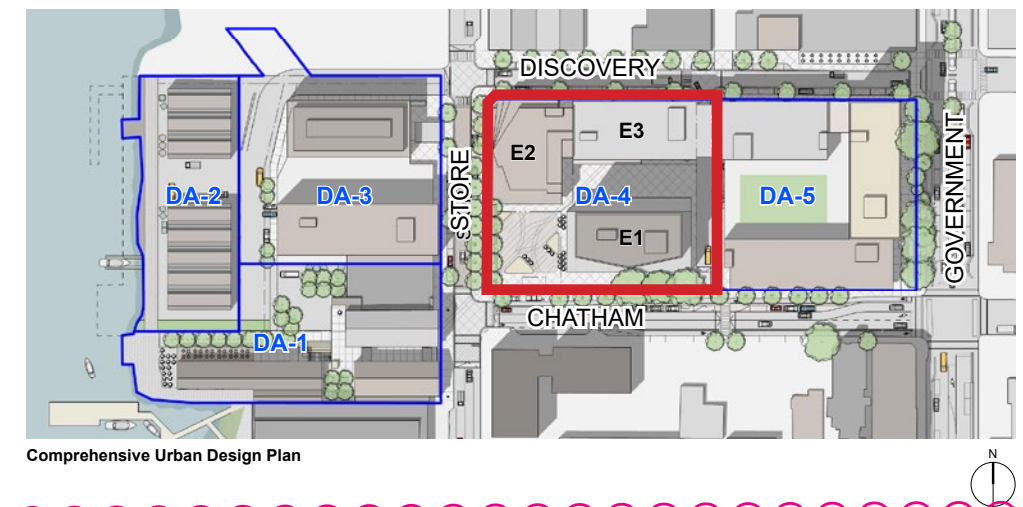 DISCOVERY
E3
E2
STORE
GOVERNMENT
DA-2
DA-3
DA-4
DA-5
E1
CHATHAM
DA-1
Comprehensive Urban Design Plan
N